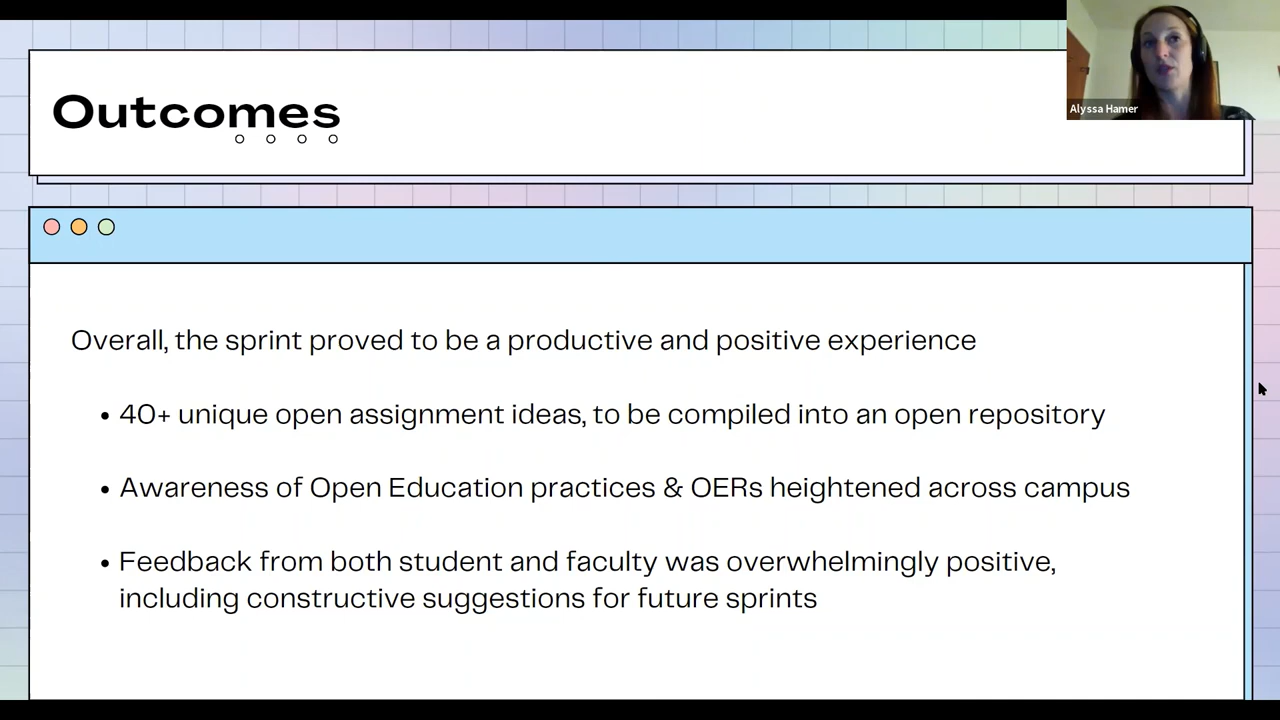 Alyssa Hamer
Outcomes
Overall, the sprint proved to be a productive and positive experience
• 40+ unique open assignment ideas, to be compiled into an open repository
• Awareness of Open Education practices & OERs heightened across campus
• Feedback from both student and faculty was overwhelmingly positive,
including constructive suggestions for future sprints